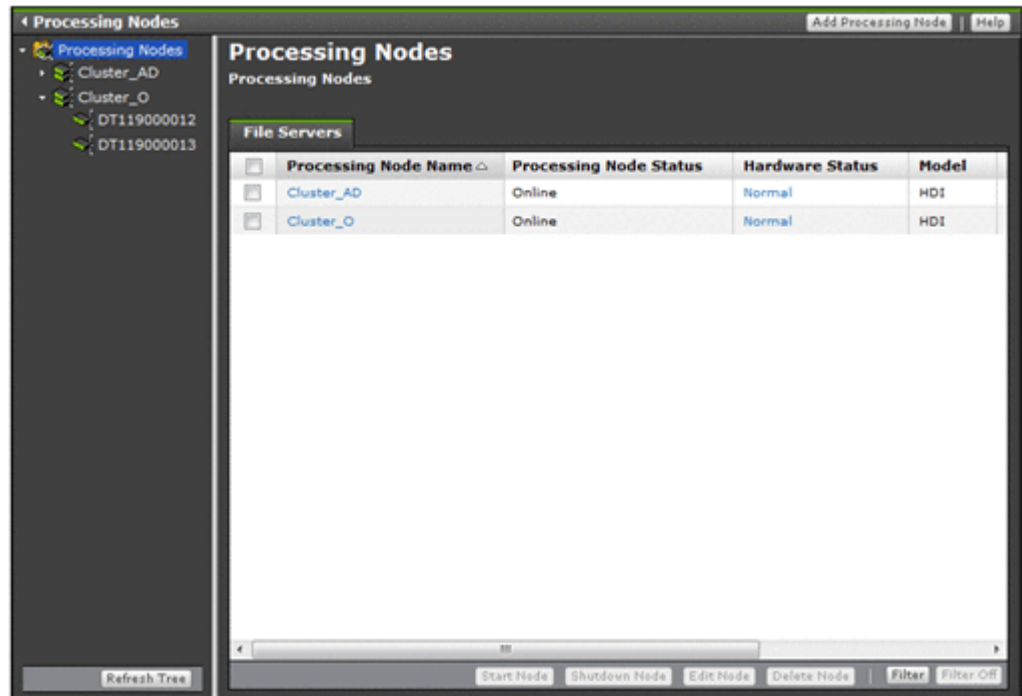 Processing Nodes
Add Processing Node | Help
Processing Nodes
Cluster_AD
Cluster_O
DT119000012
DT119000013
Refresh Tree
Processing Nodes
Processing Nodes
File Servers
Processing Node Name Processing Node Status Hardware Status Model
Cluster_AD Online Normal HDI
Cluster_O Online Normal HDI
Start Node Shutdown Node Edit Node Delete Node | Filter Filter Off